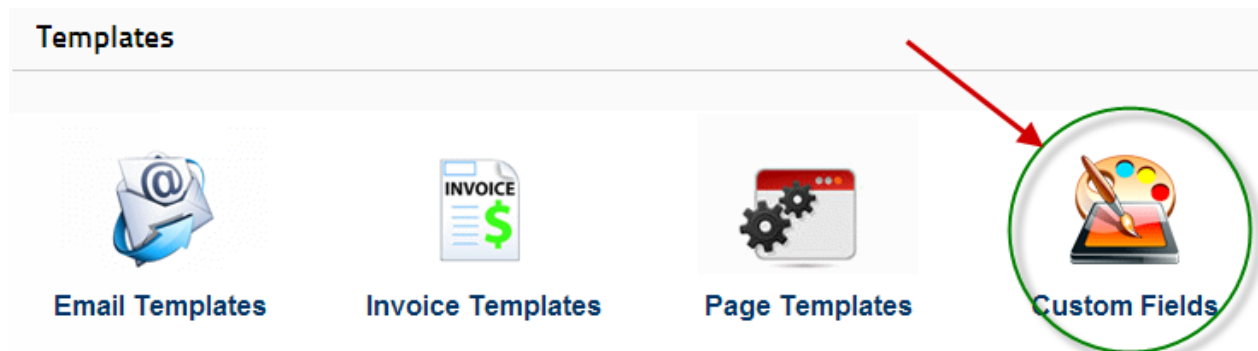 Templates
INVOICE
$
Email Templates
Invoice Templates
Page Templates
Custom Fields